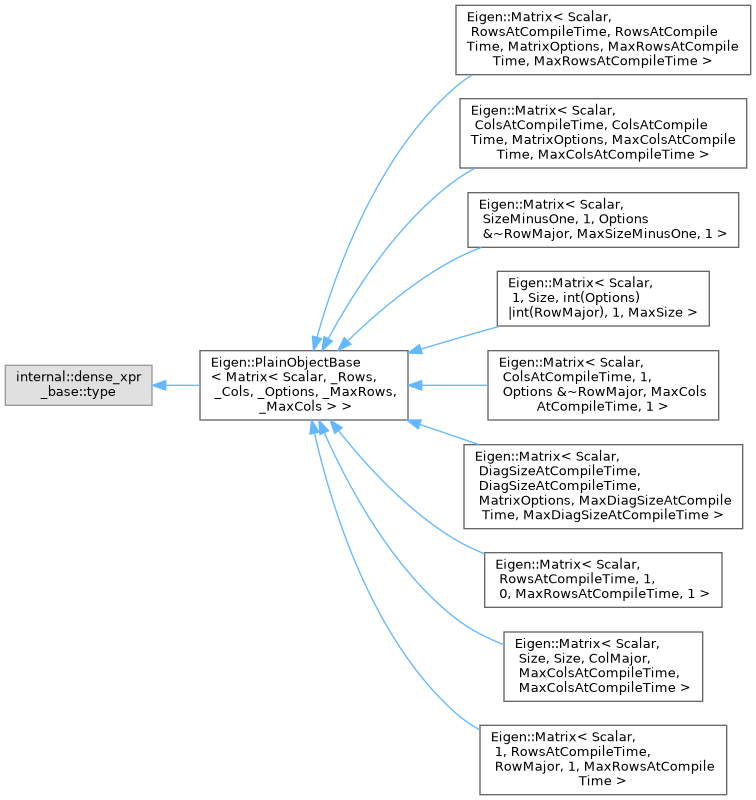 Eigen::Matrix< Scalar,
RowsAtCompileTime, RowsAtCompile
Time, MatrixOptions, MaxRowsAtCompile
Time, MaxRowsAtCompileTime >
Eigen::Matrix< Scalar,
ColsAtCompileTime, ColsAtCompile
Time, MatrixOptions, MaxColsAtCompile
Time, MaxColsAtCompileTime >
Eigen::Matrix< Scalar,
SizeMinusOne, 1, Options
&~RowMajor, MaxSizeMinusOne, 1 >
Eigen::Matrix< Scalar,
1, Size, int(Options)
|int(RowMajor), 1, MaxSize >
internal::dense_xpr
_base::type
Eigen::PlainObjectBase
< Matrix< Scalar, _Rows,
_Cols, _Options, _MaxRows,
_MaxCols > >
Eigen::Matrix< Scalar,
ColsAtCompileTime, 1,
Options &~RowMajor, MaxCols
AtCompileTime, 1 >
Eigen::Matrix< Scalar,
DiagSizeAtCompileTime,
DiagSizeAtCompileTime,
MatrixOptions, MaxDiagSizeAtCompile
Time, MaxDiagSizeAtCompileTime >
Eigen::Matrix< Scalar,
RowsAtCompileTime, 1,
0, MaxRowsAtCompileTime, 1 >
Eigen::Matrix< Scalar,
Size, Size, ColMajor,
MaxColsAtCompileTime,
MaxColsAtCompileTime >
Eigen::Matrix< Scalar,
1, RowsAtCompileTime,
RowMajor, 1, MaxRowsAtCompile
Time >